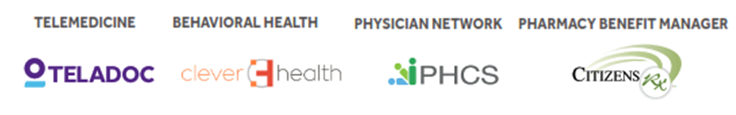 TELEMEDICINE BEHAVIORAL HEALTH PHYSICIAN NETWORK PHARMACY BENEFIT MANAGER
TELADOC clever health PHCS CITIZENS Rx